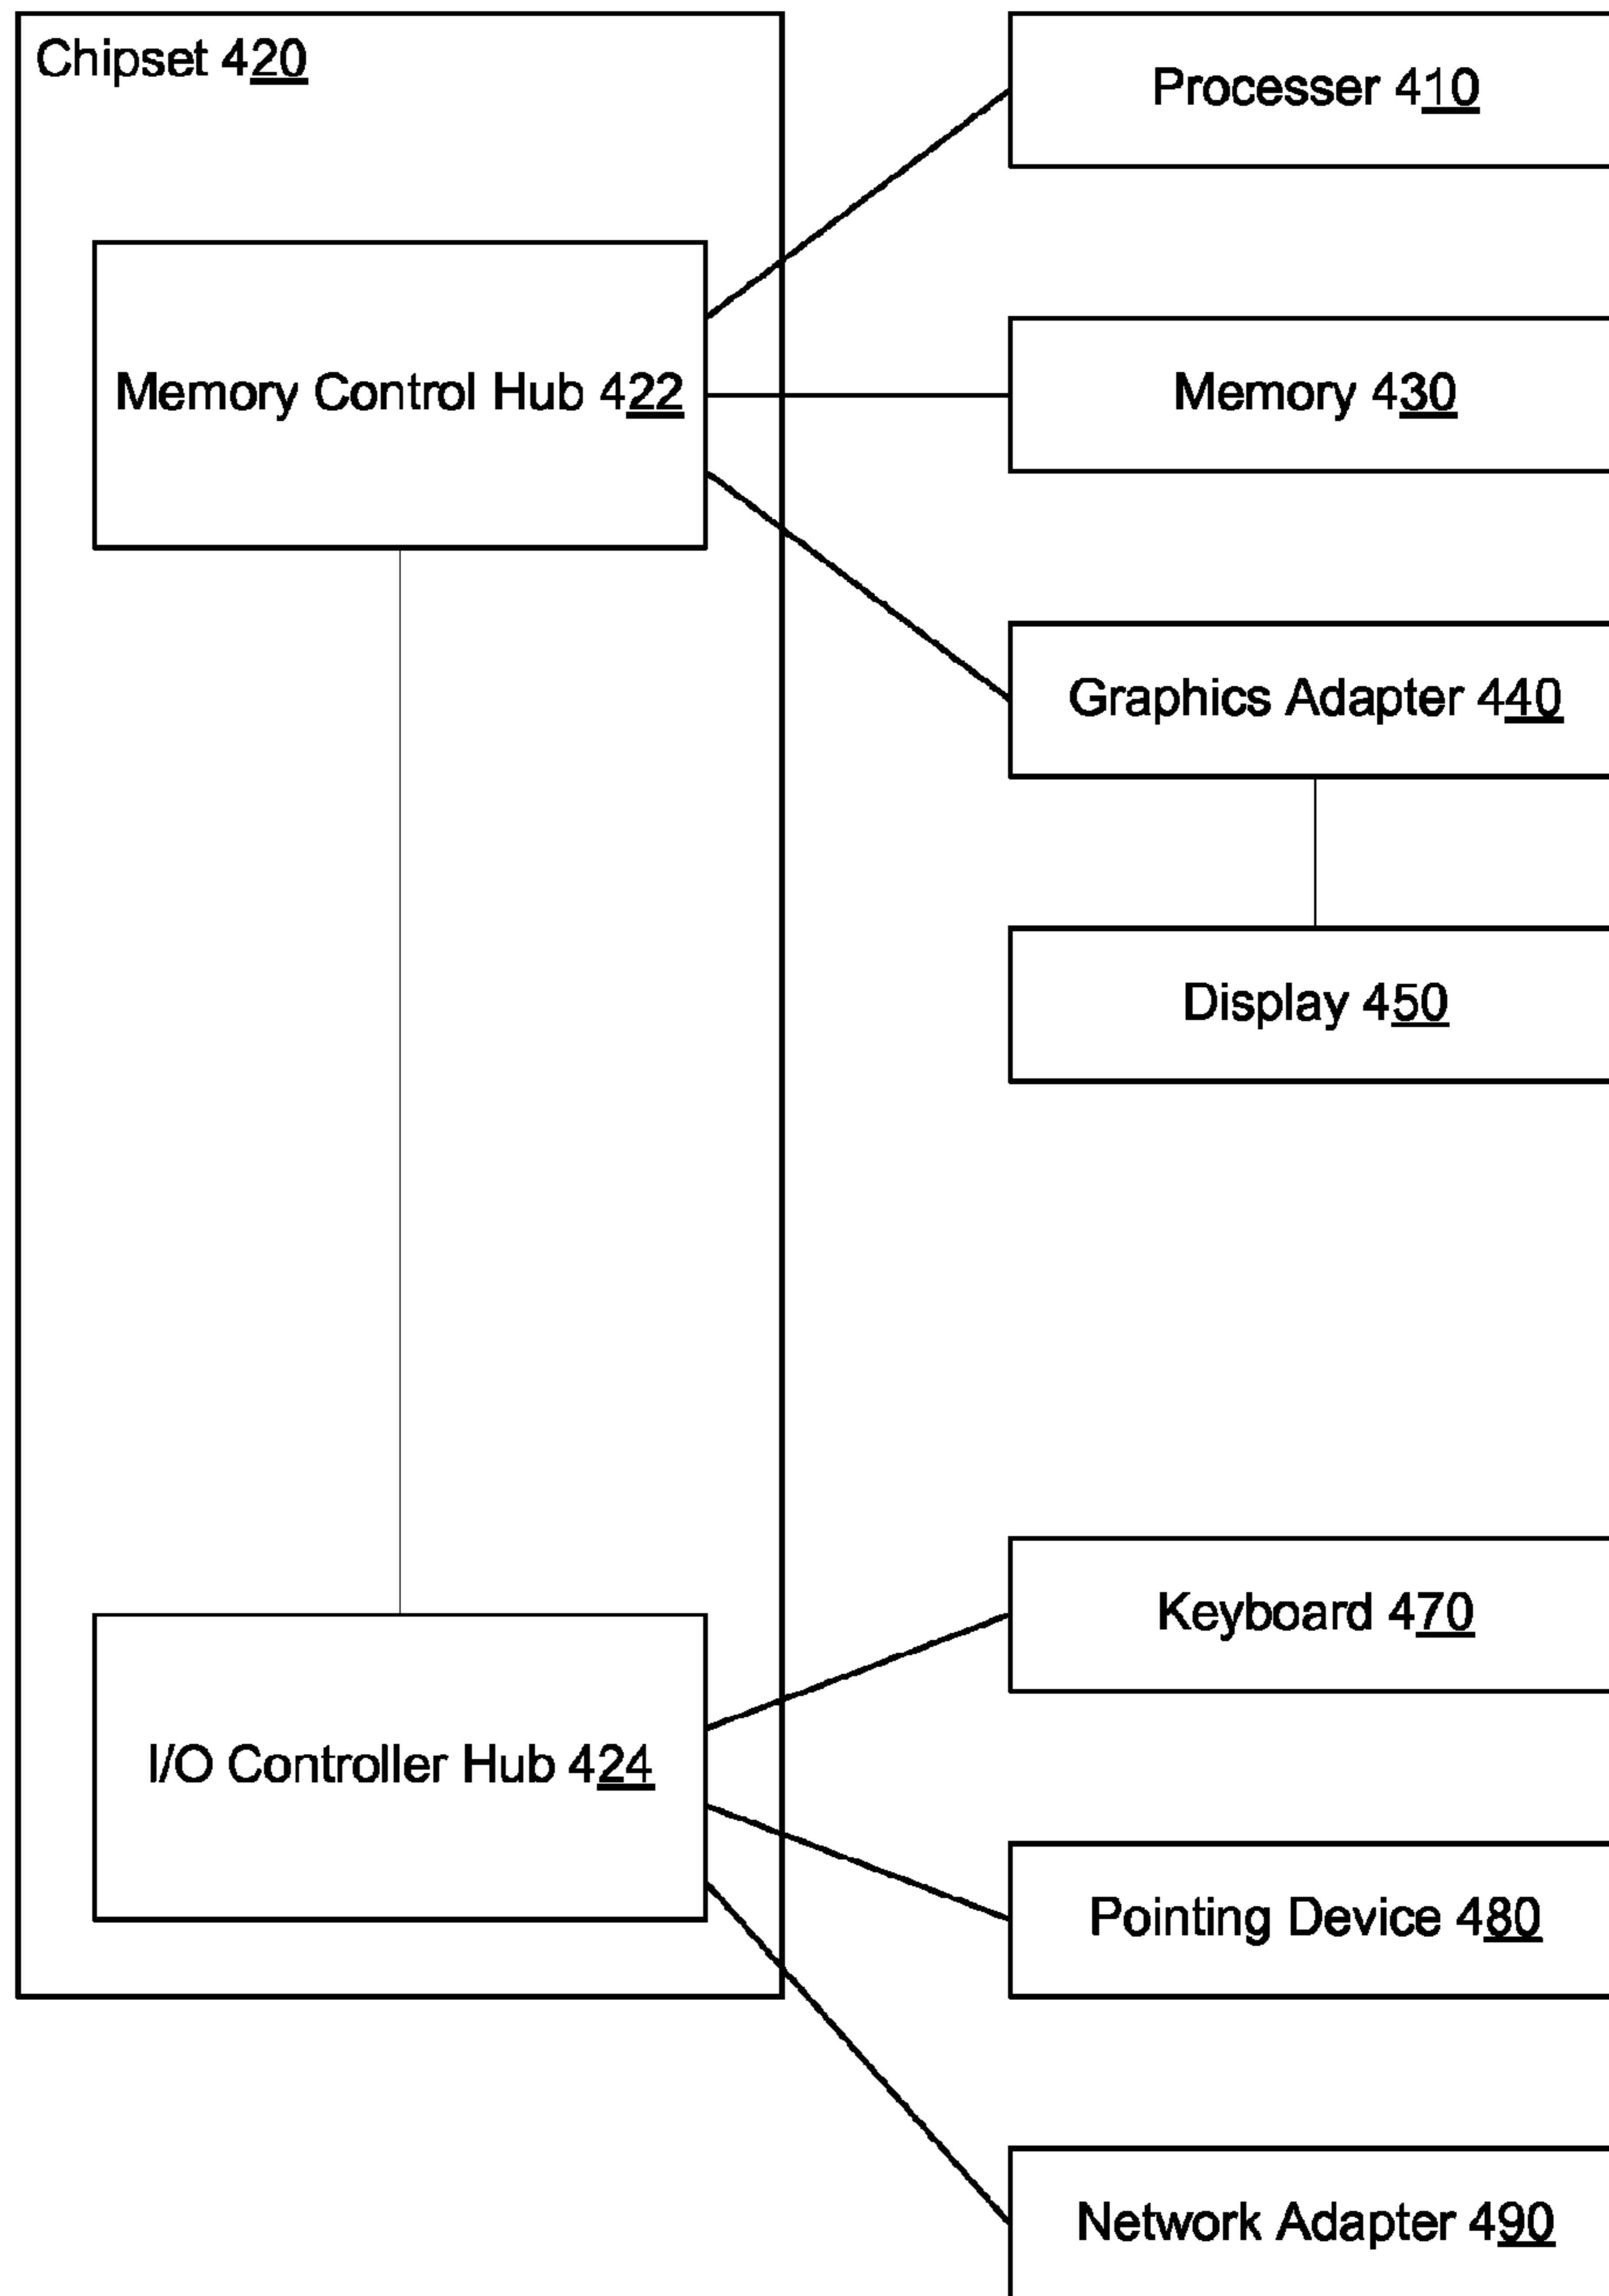 Chipset 420
Processer 410
Memory Control Hub 422
Memory 430
Graphics Adapter 440
Display 450
Keyboard 470
I/O Controller Hub 424
Pointing Device 480
Network Adapter 490